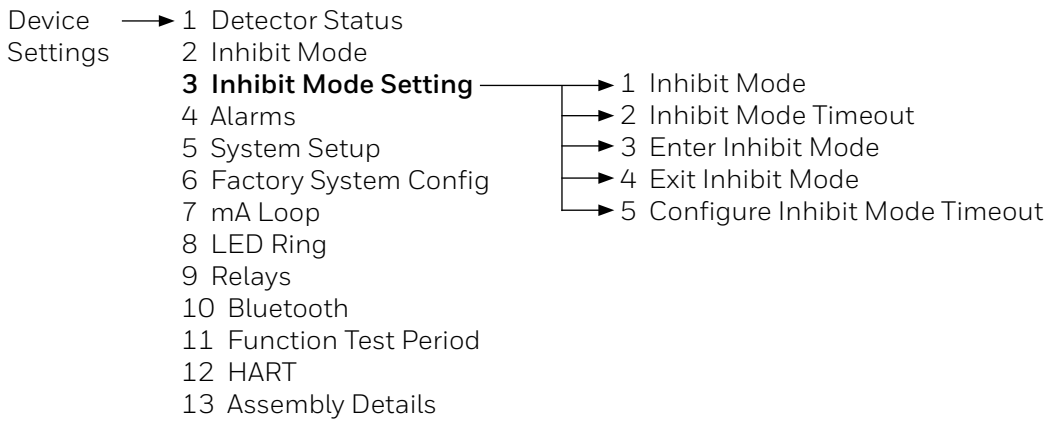 Device
Settings
1 Detector Status
2 Inhibit Mode
3 Inhibit Mode Setting
4 Alarms
5 System Setup
6 Factory System Config
7 mA Loop
8 LED Ring
9 Relays
10 Bluetooth
11 Function Test Period
12 HART
13 Assembly Details
1 Inhibit Mode
2 Inhibit Mode Timeout
3 Enter Inhibit Mode
4 Exit Inhibit Mode
5 Configure Inhibit Mode Timeout